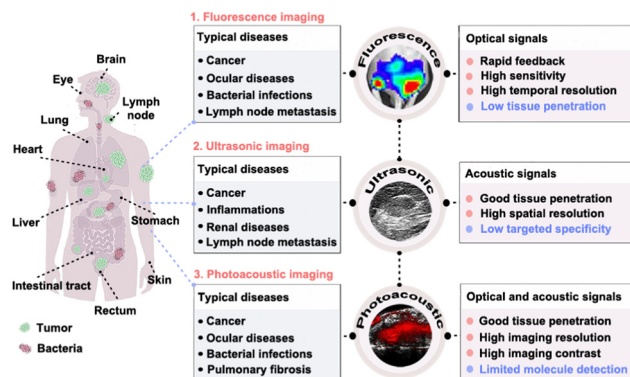 Brain
Eye
Lymph
node
Lung
Heart
Liver
Stomach
Intestinal tract
Skin
Rectum
Tumor
Bacteria
1. Fluorescence imaging
Typical diseases
• Cancer
• Ocular diseases
• Bacterial infections
• Lymph node metastasis
Fluorescence
Optical signals
Rapid feedback
High sensitivity
High temporal resolution
Low tissue penetration
2. Ultrasonic imaging
Typical diseases
• Cancer
• Inflammations
• Renal diseases
• Lymph node metastasis
Ultrasonic
Acoustic signals
Good tissue penetration
High spatial resolution
Low targeted specificity
3. Photoacoustic imaging
Typical diseases
• Cancer
• Ocular diseases
• Bacterial infections
• Pulmonary fibrosis
Photoacoustic
Optical and acoustic signals
Good tissue penetration
High imaging resolution
High imaging contrast
Limited molecule detection